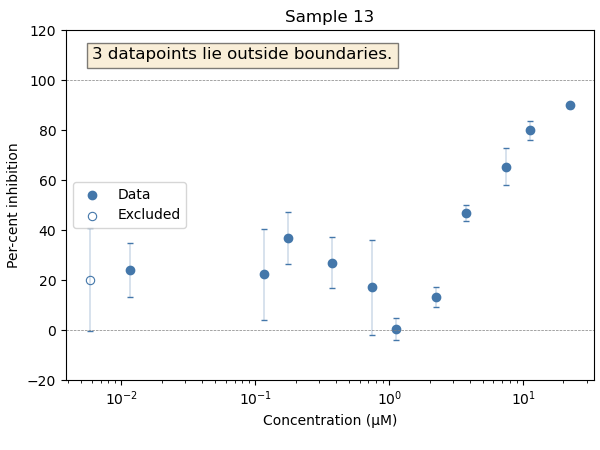 Sample 13
3 datapoints lie outside boundaries.
Per-cent inhibition
120
100
80
60
40
20
0
−20
Data
Excluded
10⁻²
10⁻¹
10⁰
10¹
Concentration (µM)